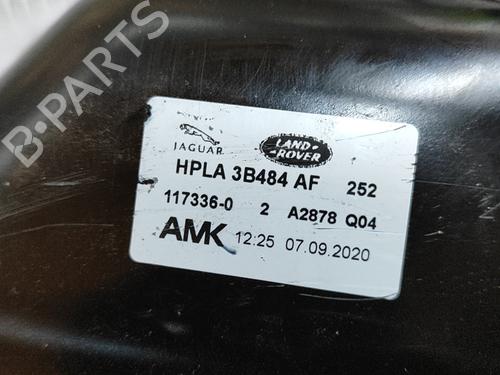 B-PARTS
JAGUAR
LAND
ROVER
HPLA 3B484 AF 252
117336-0 2 A2878 Q04
AMK 12:25 07.09.2020